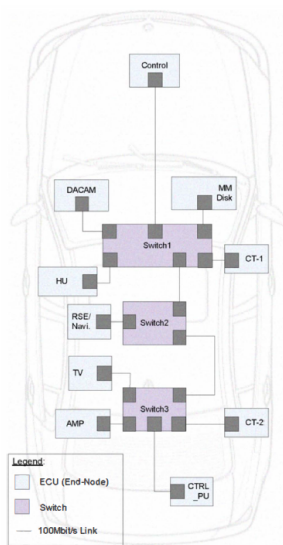 Control
DACAM
MM
Disk
Switch1
CT-1
HU
RSE/
Navi.
Switch2
TV
Switch3
AMP
CT-2
CTRL
_PU
Legend:
ECU (End-Node)
Switch
100Mbit/s Link